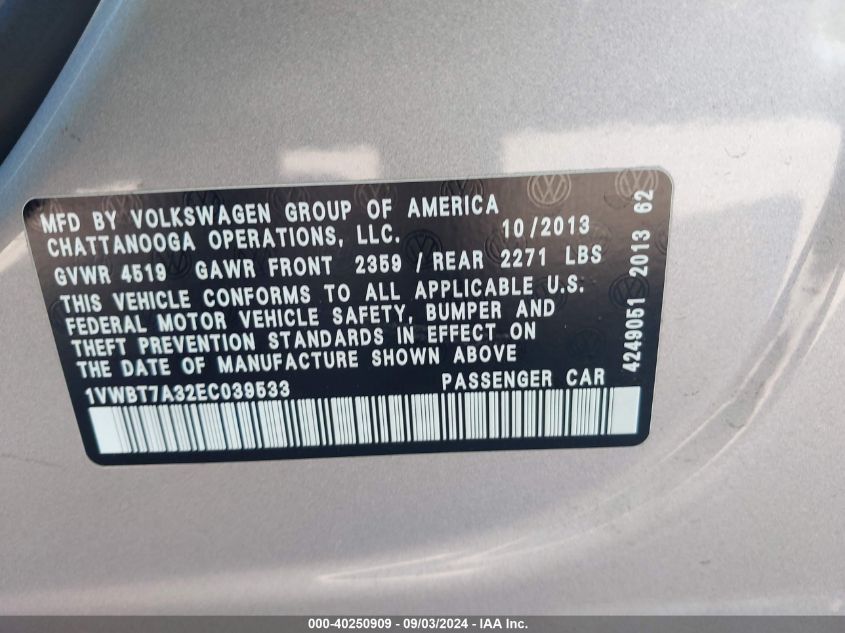 MFD BY VOLKSWAGEN GROUP OF AMERICA
CHATTANOOGA OPERATIONS, LLC. 10/2013
GVWR 4519 GAWR FRONT 2359 / REAR 2271 LBS
THIS VEHICLE CONFORMS TO ALL APPLICABLE U.S.
FEDERAL MOTOR VEHICLE SAFETY, BUMPER AND
THEFT PREVENTION STANDARDS IN EFFECT ON
THE DATE OF MANUFACTURE SHOWN ABOVE
1VWBT7A32EC039533 PASSENGER CAR
4249051 2013 62
000-40250909 - 09/03/2024 - IAA Inc.